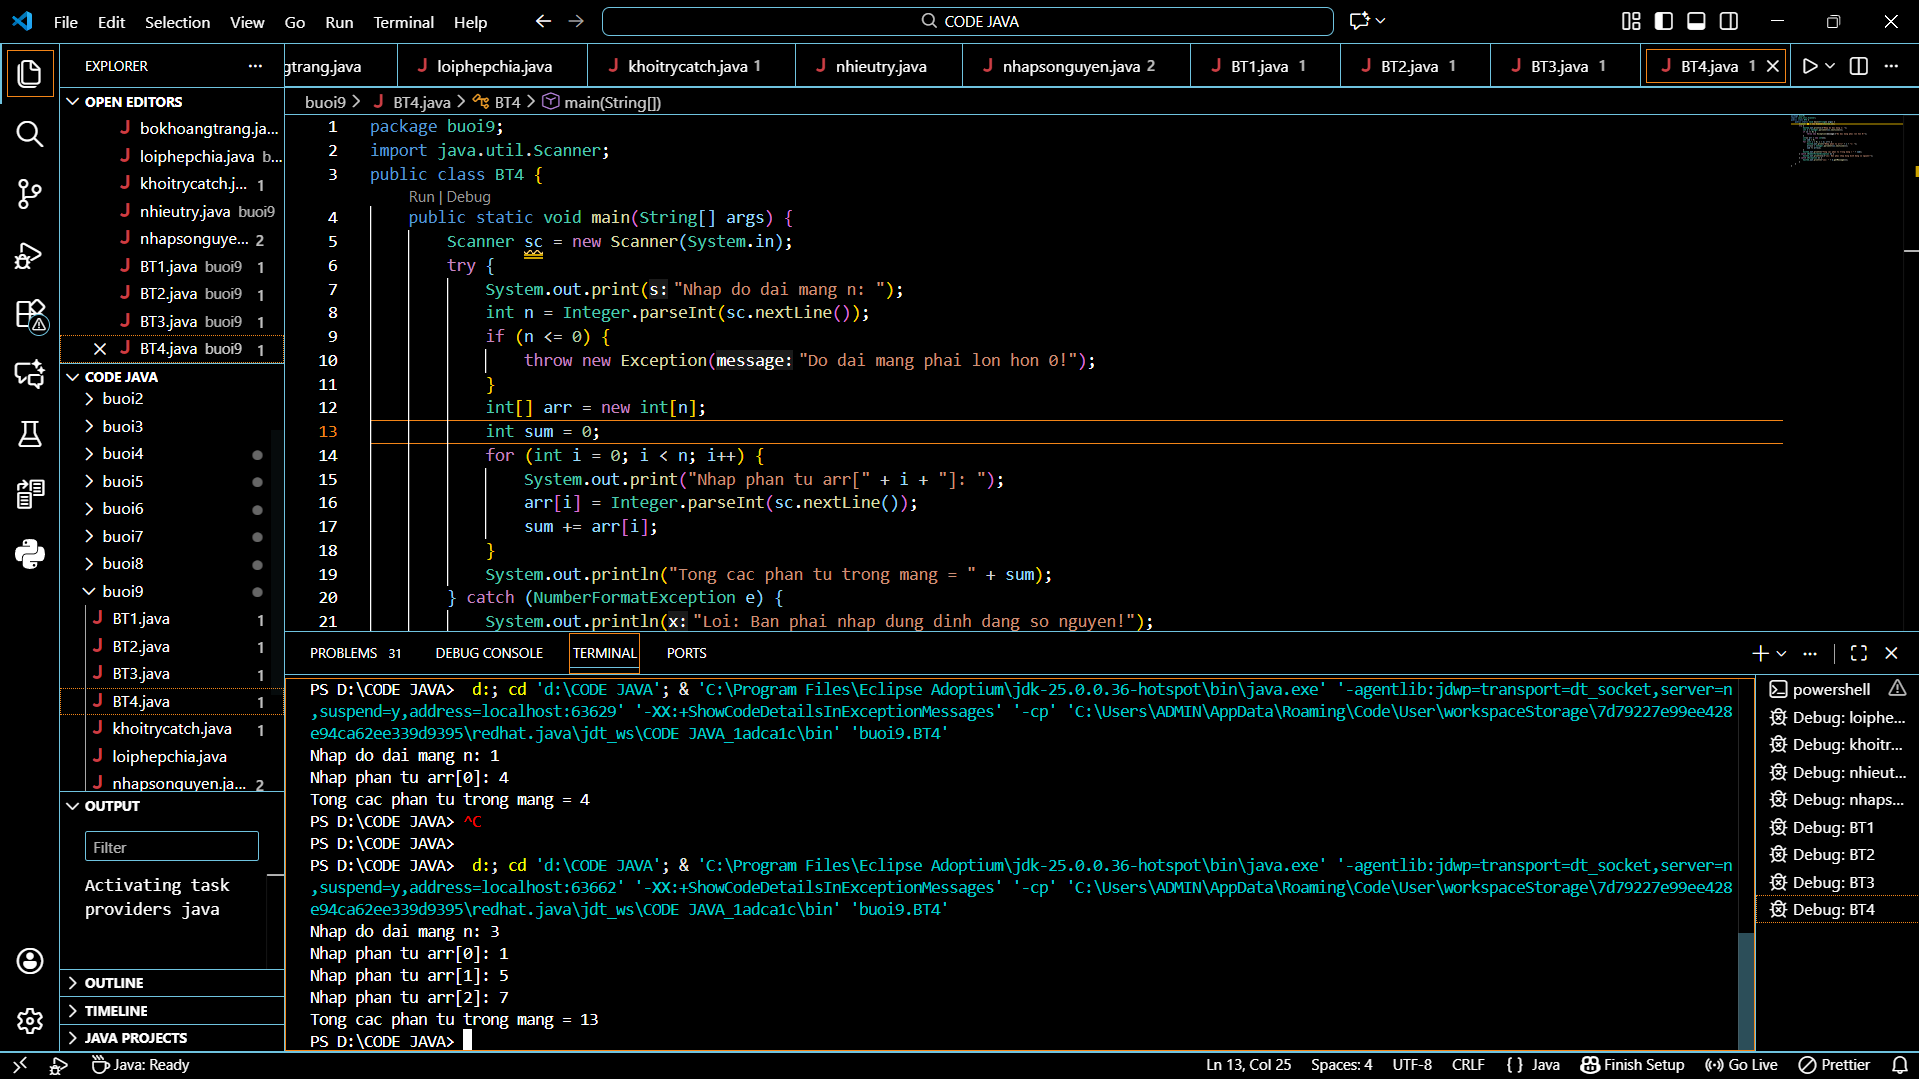 File Edit Selection View Go Run Terminal Help
CODE JAVA
EXPLORER
gtrang.java
loiphepchia.java
khoitrycatch.java 1
nhieutry.java
nhapsonguyen.java 2
BT1.java 1
BT2.java 1
BT3.java 1
BT4.java 1
OPEN EDITORS
bokhoangtrang.ja...
loiphepchia.java b...
khoitrycatch.j... 1
nhieutry.java buoi9
nhapsonguye... 2
BT1.java buoi9 1
BT2.java buoi9 1
BT3.java buoi9 1
BT4.java buoi9 1
CODE JAVA
buoi2
buoi3
buoi4
buoi5
buoi6
buoi7
buoi8
buoi9
BT1.java 1
BT2.java 1
BT3.java 1
BT4.java 1
khoitrycatch.java 1
loiphepchia.java
nhapsonguyen.ja... 2
OUTPUT
Filter
Activating task
providers java
OUTLINE
TIMELINE
JAVA PROJECTS
buoi9 > BT4.java > BT4 > main(String[])
1 package buoi9;
2 import java.util.Scanner;
3 public class BT4 {
Run | Debug
4 public static void main(String[] args) {
5 Scanner sc = new Scanner(System.in);
6 try {
7 System.out.print(s: "Nhap do dai mang n: ");
8 int n = Integer.parseInt(sc.nextLine());
9 if (n <= 0) {
10 throw new Exception(message: "Do dai mang phai lon hon 0!");
11 }
12 int[] arr = new int[n];
13 int sum = 0;
14 for (int i = 0; i < n; i++) {
15 System.out.print("Nhap phan tu arr[" + i + "]: ");
16 arr[i] = Integer.parseInt(sc.nextLine());
17 sum += arr[i];
18 }
19 System.out.println("Tong cac phan tu trong mang = " + sum);
20 } catch (NumberFormatException e) {
21 System.out.println(x: "Loi: Ban phai nhap dung dinh dang so nguyen!");
PROBLEMS 31 DEBUG CONSOLE TERMINAL PORTS
PS D:\CODE JAVA> d:; cd 'd:\CODE JAVA'; & 'C:\Program Files\Eclipse Adoptium\jdk-25.0.0.36-hotspot\bin\java.exe' '-agentlib:jdwp=transport=dt_socket,server=n
,suspend=y,address=localhost:63629' '-XX:+ShowCodeDetailsInExceptionMessages' '-cp' 'C:\Users\ADMIN\AppData\Roaming\Code\User\workspaceStorage\7d79227e99ee428
e94ca62ee339d9395\redhat.java\jdt_ws\CODE JAVA_1adca1c\bin' 'buoi9.BT4'
Nhap do dai mang n: 1
Nhap phan tu arr[0]: 4
Tong cac phan tu trong mang = 4
PS D:\CODE JAVA> ^C
PS D:\CODE JAVA>
PS D:\CODE JAVA> d:; cd 'd:\CODE JAVA'; & 'C:\Program Files\Eclipse Adoptium\jdk-25.0.0.36-hotspot\bin\java.exe' '-agentlib:jdwp=transport=dt_socket,server=n
,suspend=y,address=localhost:63662' '-XX:+ShowCodeDetailsInExceptionMessages' '-cp' 'C:\Users\ADMIN\AppData\Roaming\Code\User\workspaceStorage\7d79227e99ee428
e94ca62ee339d9395\redhat.java\jdt_ws\CODE JAVA_1adca1c\bin' 'buoi9.BT4'
Nhap do dai mang n: 3
Nhap phan tu arr[0]: 1
Nhap phan tu arr[1]: 5
Nhap phan tu arr[2]: 7
Tong cac phan tu trong mang = 13
PS D:\CODE JAVA>
powershell
Debug: loiphe...
Debug: khoitr...
Debug: nhieut...
Debug: nhaps...
Debug: BT1
Debug: BT2
Debug: BT3
Debug: BT4
Java: Ready
Ln 13, Col 25 Spaces: 4 UTF-8 CRLF { } Java Finish Setup Go Live Prettier